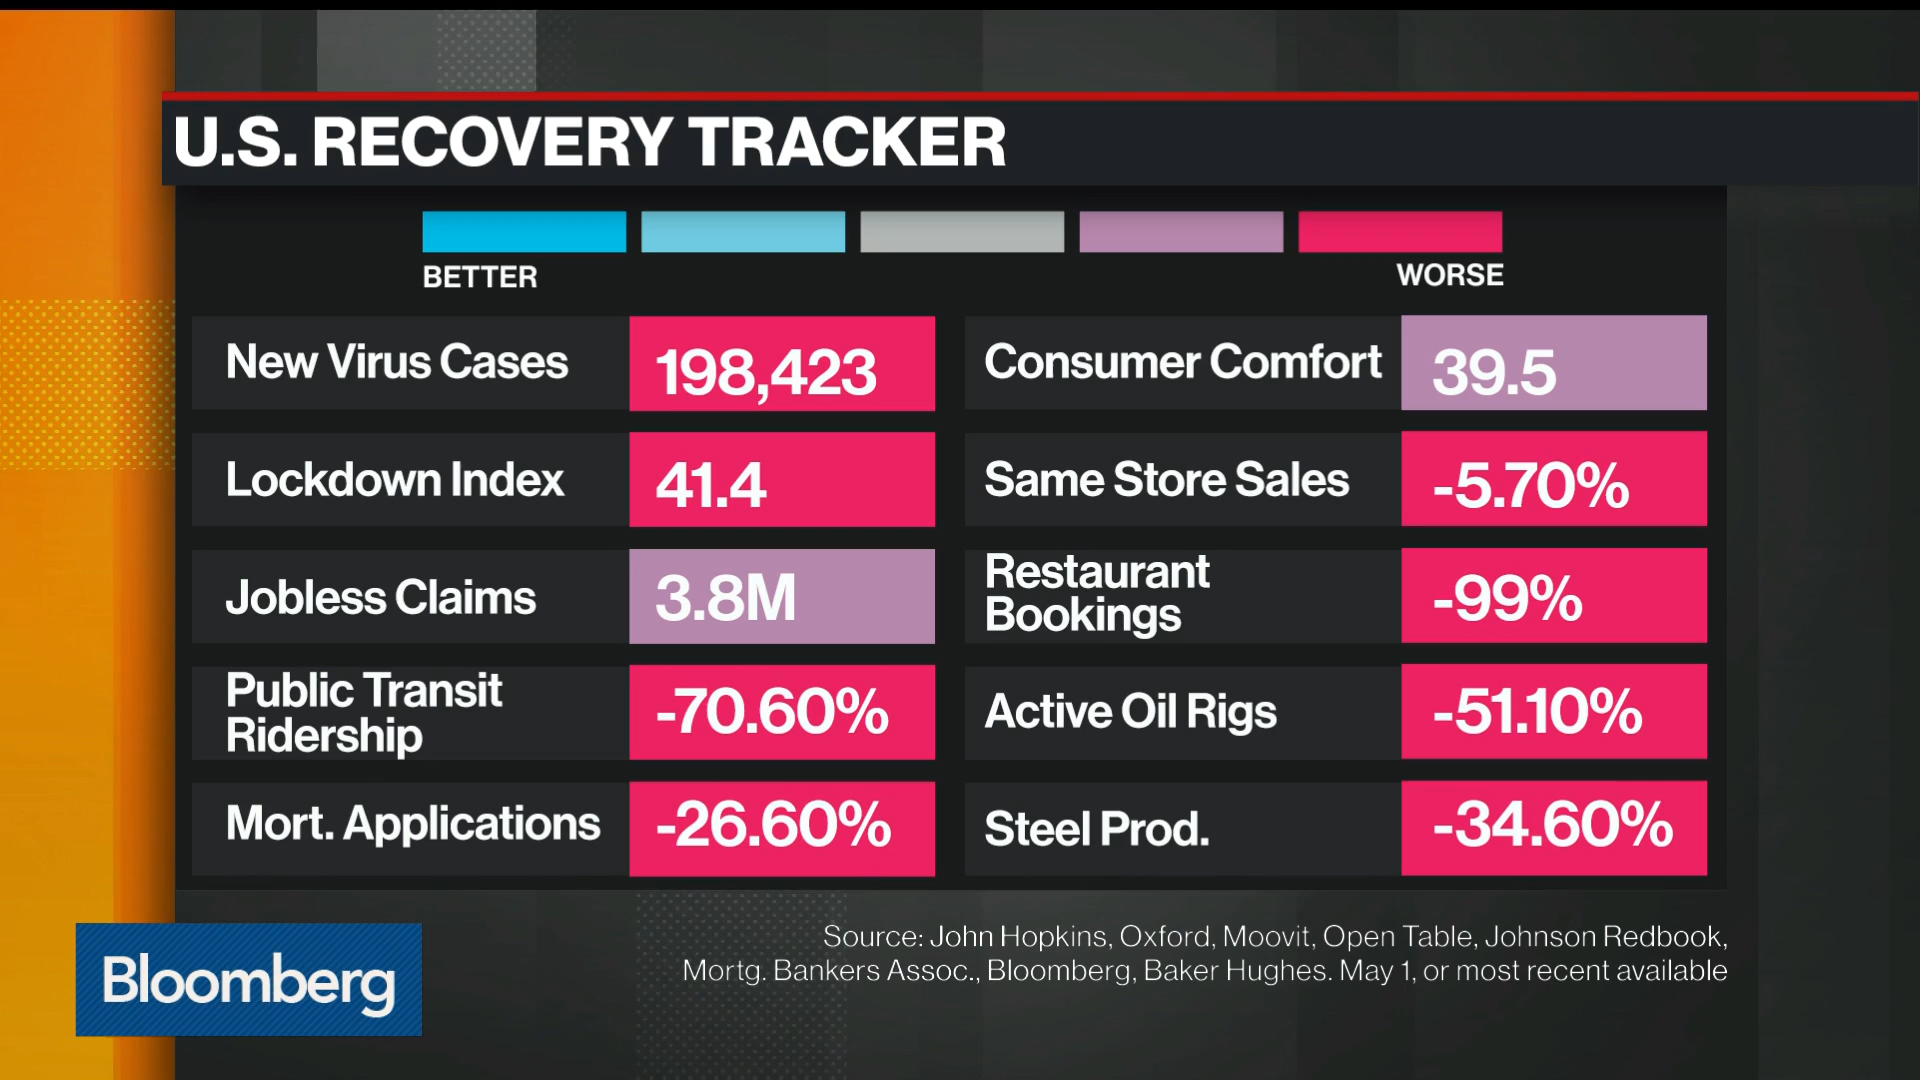 U.S. RECOVERY TRACKER
BETTER
WORSE
New Virus Cases 198,423
Lockdown Index 41.4
Jobless Claims 3.8M
Public Transit
Ridership
-70.60%
Mort. Applications -26.60%
Consumer Comfort 39.5
Same Store Sales -5.70%
Restaurant
Bookings
-99%
Active Oil Rigs -51.10%
Steel Prod. -34.60%
Source: John Hopkins, Oxford, Moovit, Open Table, Johnson Redbook,
Mortg. Bankers Assoc., Bloomberg, Baker Hughes. May 1, or most recent available
Bloomberg